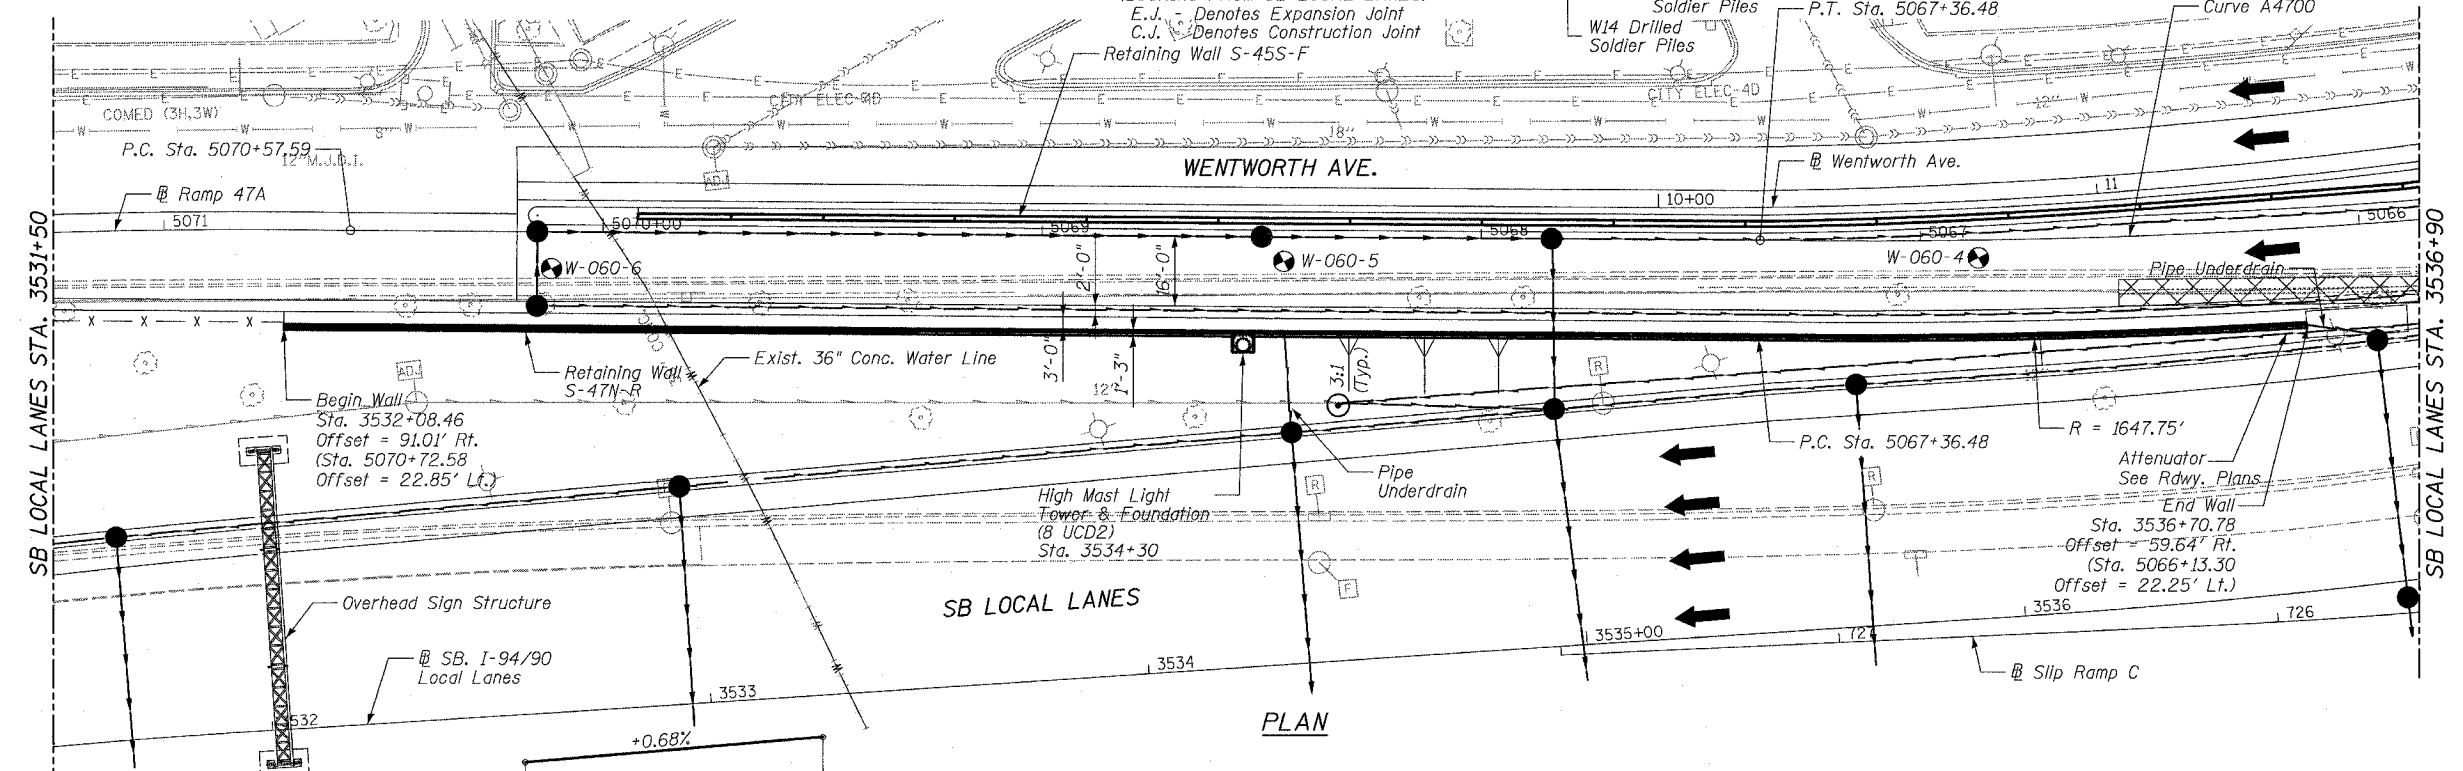 E.J. - Denotes Expansion Joint
C.J. - Denotes Construction Joint
Soldier Piles
W14 Drilled
Soldier Piles
P.T. Sta. 5067+36.48
Curve A4700
Retaining Wall S-45S-F
CITY ELEC-4D
CITY ELEC-4D
COMED (3H,3W)
8"
18"
12"
P.C. Sta. 5070+57.59
12" M.J.D.I.
ADJ
WENTWORTH AVE.
℄ Wentworth Ave.
℄ Ramp 47A
10+00
11
5071
5070+00
5069
5068
5067
5066
W-060-6
W-060-5
W-060-4
2'-0"
16'-0"
Pipe Underdrain
SB LOCAL LANES STA. 3531+50
SB LOCAL LANES STA. 3536+90
X X X X
CONC
3'-0"
1'-3"
12"
3:1
(Typ.)
Exist. 36" Conc. Water Line
Retaining Wall
S-47N-R
ADJ
R
Begin Wall
Sta. 3532+08.46
Offset = 91.01' Rt.
(Sta. 5070+72.58
Offset = 22.85' Lt.)
P.C. Sta. 5067+36.48
R = 1647.75'
Attenuator
See Rdwy. Plans
End Wall
Sta. 3536+70.78
Offset = 59.64' Rt.
(Sta. 5066+13.30
Offset = 22.25' Lt.)
Pipe
Underdrain
R
R
F
High Mast Light
Tower & Foundation
(8 UCD2)
Sta. 3534+30
Overhead Sign Structure
SB LOCAL LANES
℄ SB. I-94/90
Local Lanes
532
3533
3534
3535+00
3536
727
726
℄ Slip Ramp C
PLAN
+0.68%